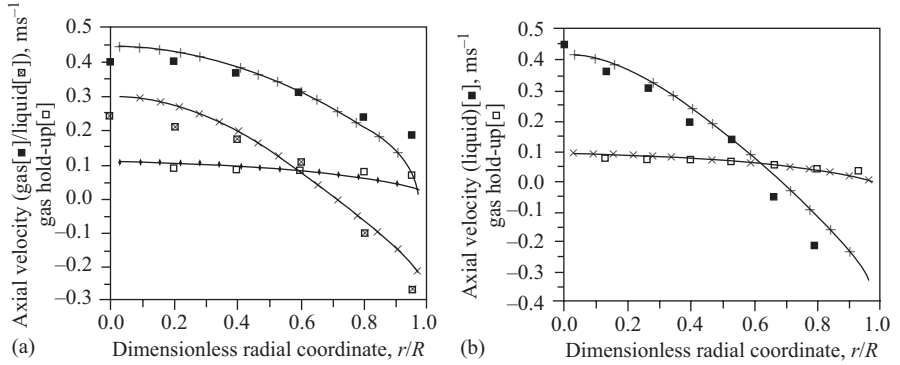 Axial velocity (gas[■]/liquid[⊠]), ms⁻¹
gas hold-up[□]
0.5
0.4
0.3
0.2
0.1
0.0
−0.1
−0.2
−0.3
0.0 0.2 0.4 0.6 0.8 1.0
(a) Dimensionless radial coordinate, r/R
Axial velocity (liquid)[■], ms⁻¹
gas hold-up[□]
0.5
0.4
0.3
0.2
0.1
0.0
−0.1
−0.2
−0.3
−0.4
0.0 0.2 0.4 0.6 0.8 1.0
(b) Dimensionless radial coordinate, r/R